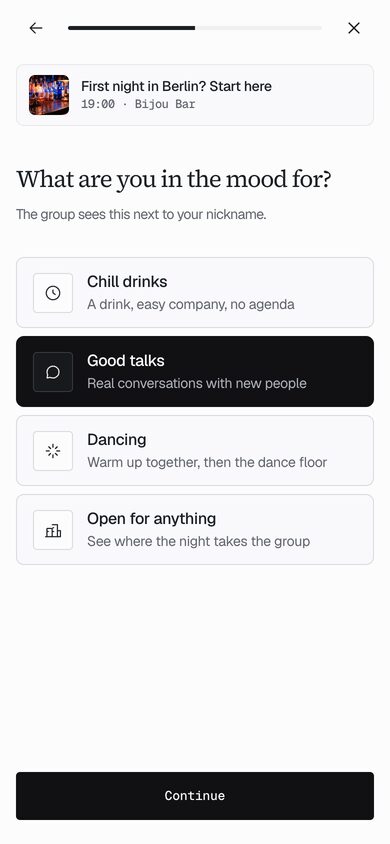 First night in Berlin? Start here
19:00 · Bijou Bar
What are you in the mood for?
The group sees this next to your nickname.
Chill drinks
A drink, easy company, no agenda
Good talks
Real conversations with new people
Dancing
Warm up together, then the dance floor
Open for anything
See where the night takes the group
Continue